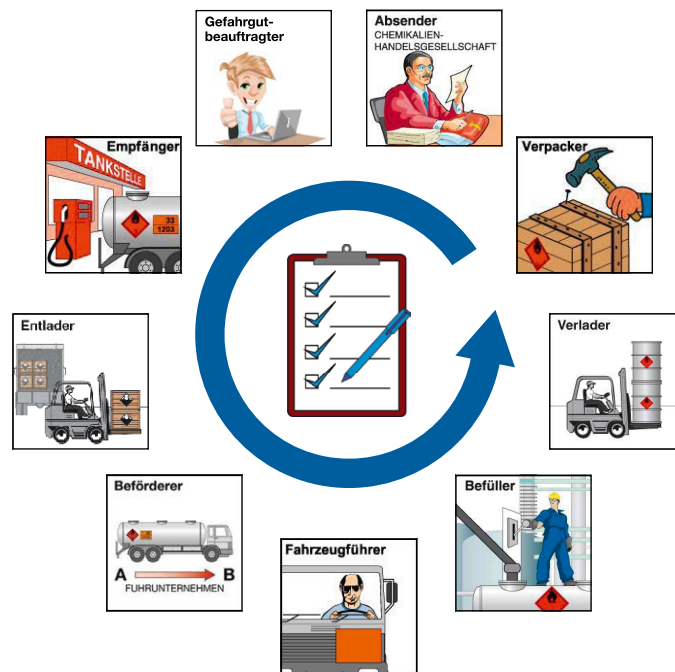 Gefahrgut-
beauftragter
Absender
CHEMIKALIEN-
HANDELSGESELLSCHAFT
Empfänger
TANKSTELLE
33
1203
Verpacker
Entlader
Verlader
Beförderer
A B
FUHRUNTERNEHMEN
Fahrzeugführer
Befüller